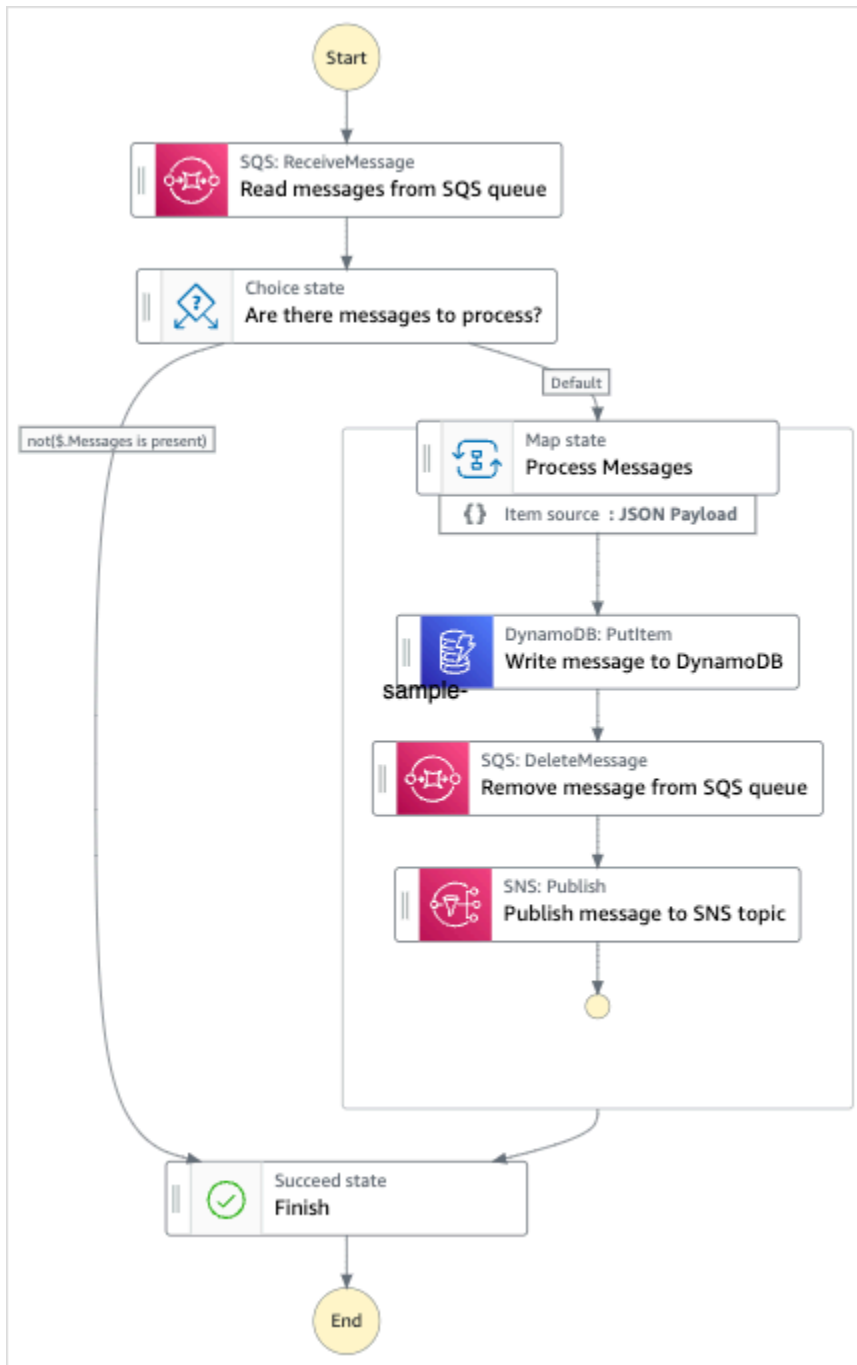 Start
SQS: ReceiveMessage
Read messages from SQS queue
Choice state
Are there messages to process?
Default
not($.Messages is present)
Map state
Process Messages
{} Item source : JSON Payload
DynamoDB: PutItem
Write message to DynamoDB
sample-
SQS: DeleteMessage
Remove message from SQS queue
SNS: Publish
Publish message to SNS topic
Succeed state
Finish
End